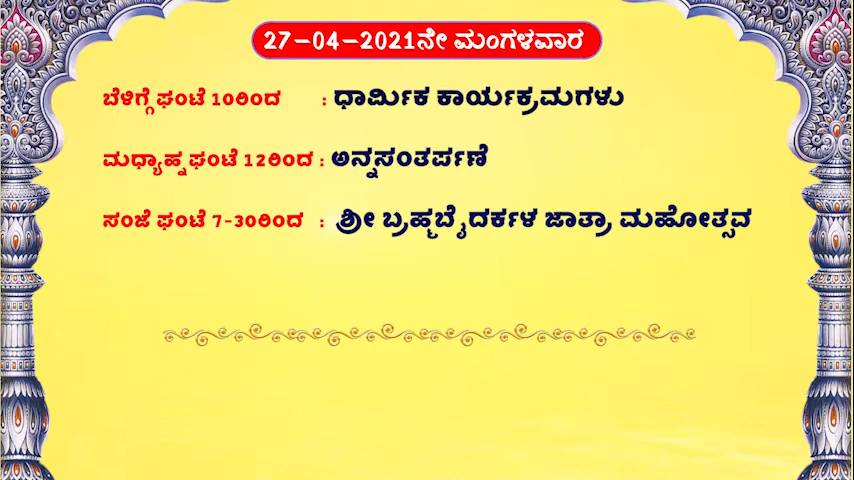 27-04-2021ನೇ ಮಂಗಳವಾರ
ಬೆಳಿಗ್ಗೆ ಘಂಟೆ 10ರಿಂದ : ಧಾರ್ಮಿಕ ಕಾರ್ಯಕ್ರಮಗಳು
ಮಧ್ಯಾಹ್ನ ಘಂಟೆ 12ರಿಂದ : ಅನ್ನಸಂತರ್ಪಣೆ
ಸಂಜೆ ಘಂಟೆ 7-30ರಿಂದ : ಶ್ರೀ ಬ್ರಹ್ಮಬೈದರ್ಕಳ ಜಾತ್ರಾ ಮಹೋತ್ಸವ